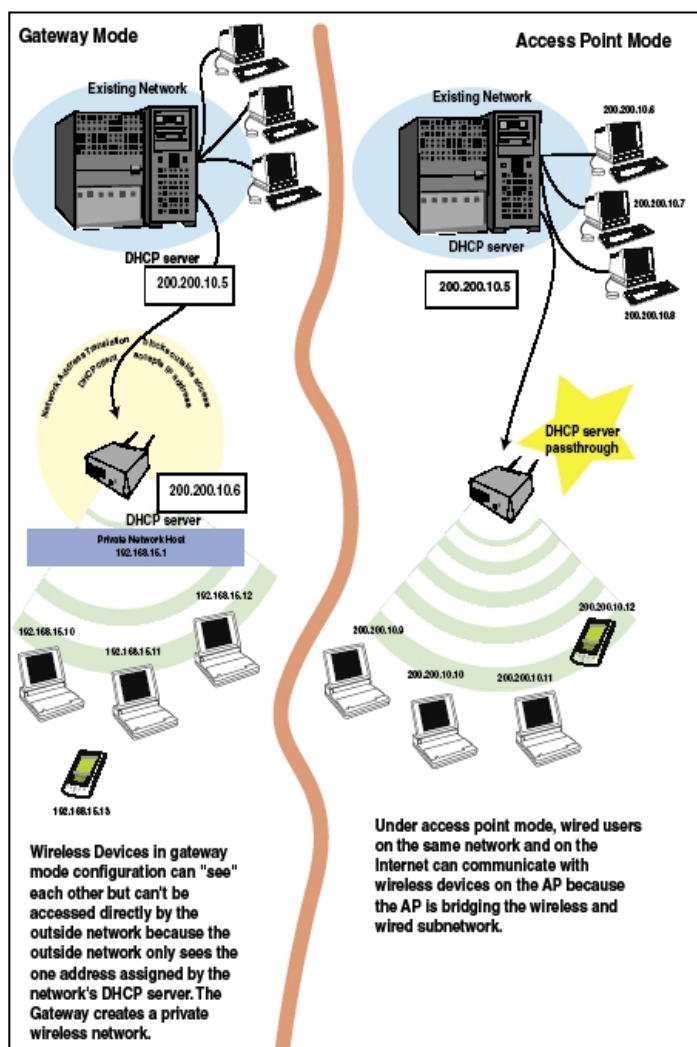 Gateway Mode
Existing Network
DHCP server
200.200.10.5
Network Address Translation
blocks outside access
DHCP client
accepts ip address
200.200.10.6
DHCP server
Private Network Host
192.168.15.1
192.168.15.12
192.168.15.10
192.168.15.11
192.168.15.13
Wireless Devices in gateway
mode configuration can "see"
each other but can't be
accessed directly by the
outside network because the
outside network only sees the
one address assigned by the
network's DHCP server. The
Gateway creates a private
wireless network.
Access Point Mode
Existing Network
200.200.10.6
200.200.10.7
DHCP server
200.200.10.5
200.200.10.8
DHCP server
passthrough
200.200.10.12
200.200.10.9
200.200.10.10
200.200.10.11
Under access point mode, wired users
on the same network and on the
Internet can communicate with
wireless devices on the AP because
the AP is bridging the wireless and
wired subnetwork.